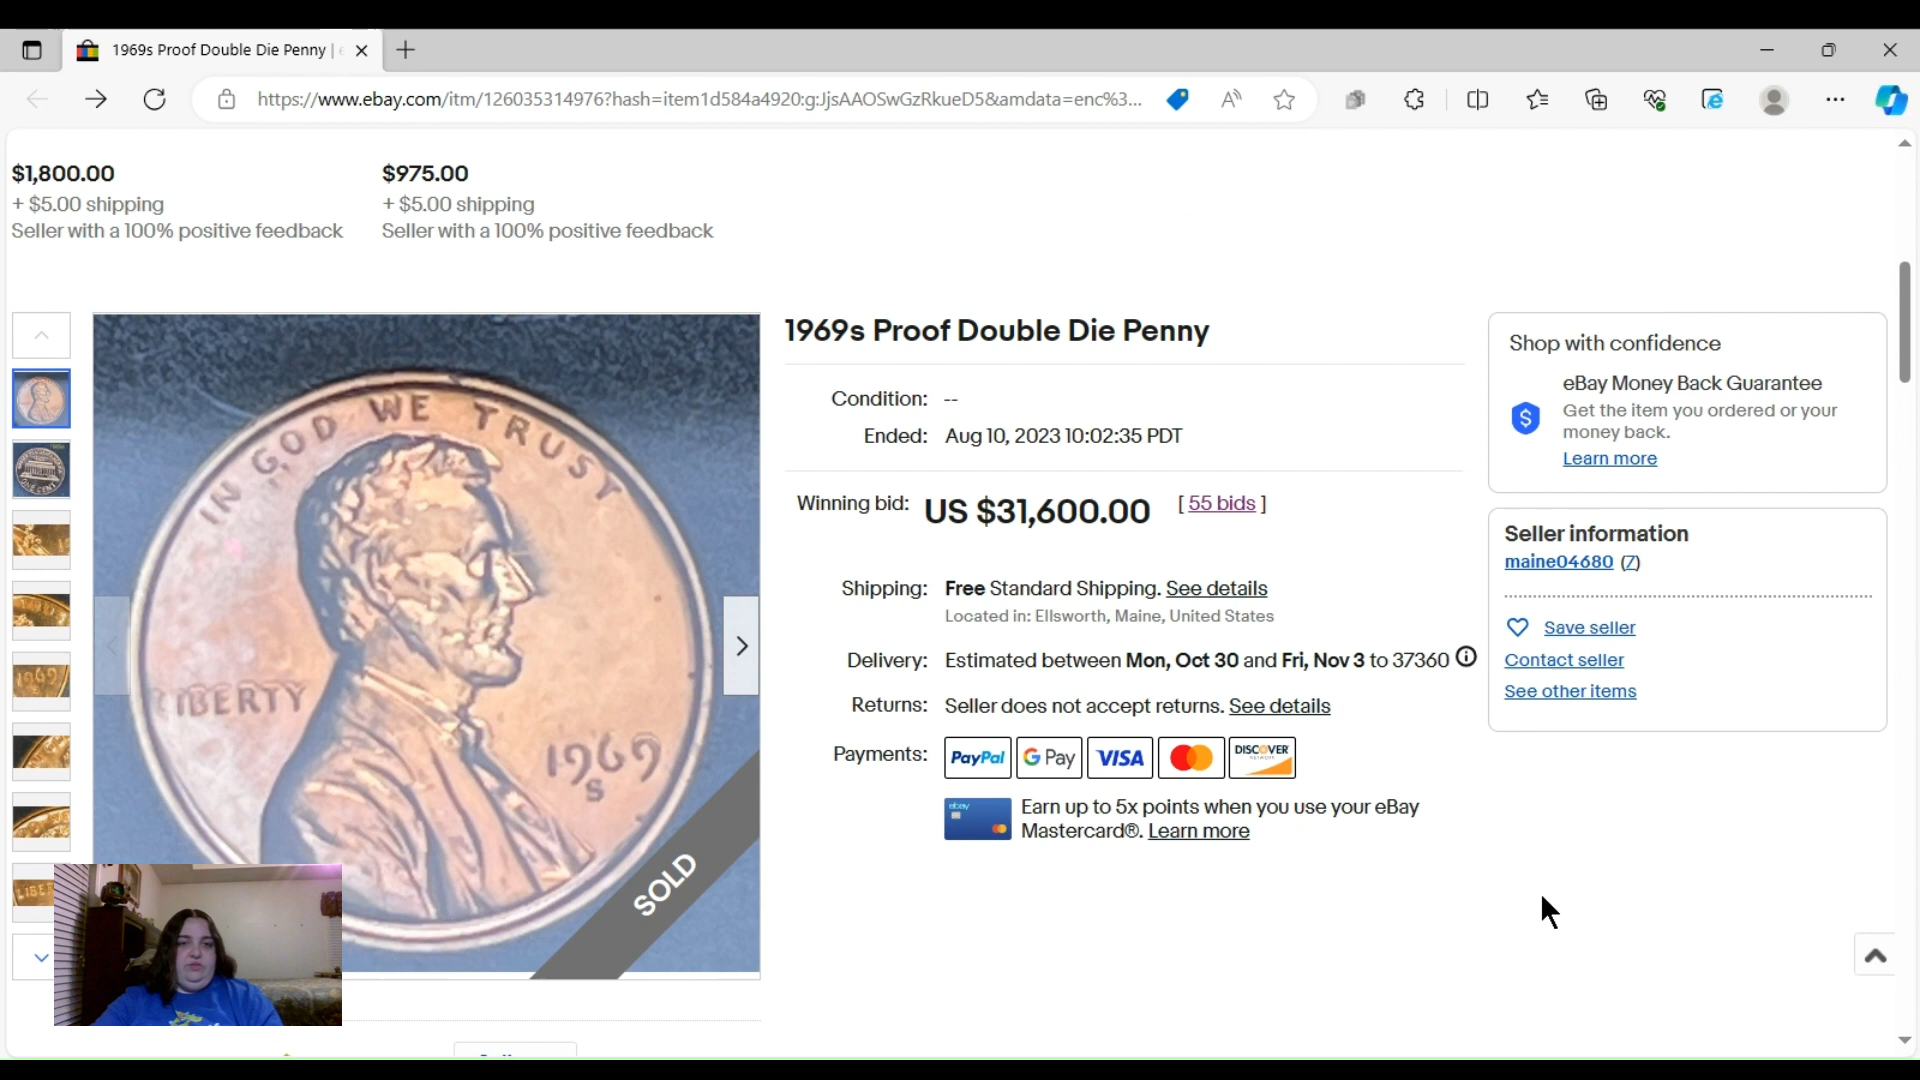 1969s Proof Double Die Penny | e
https://www.ebay.com/itm/126035314976?hash=item1d584a4920:g:JjsAAOSwGzRkueD5&amdata=enc%3...
$1,800.00
+ $5.00 shipping
Seller with a 100% positive feedback
$975.00
+ $5.00 shipping
Seller with a 100% positive feedback
IN GOD WE TRUST
LIBERTY
1969
S
SOLD
ONE CENT
1969
LIBE
1969s Proof Double Die Penny
Condition: --
Ended: Aug 10, 2023 10:02:35 PDT
Winning bid: US $31,600.00 [ 55 bids ]
Shipping: Free Standard Shipping. See details
Located in: Ellsworth, Maine, United States
Delivery: Estimated between Mon, Oct 30 and Fri, Nov 3 to 37360
Returns: Seller does not accept returns. See details
Payments: PayPal G Pay VISA DISCOVER
ebay
Earn up to 5x points when you use your eBay
Mastercard®. Learn more
Shop with confidence
eBay Money Back Guarantee
Get the item you ordered or your
money back.
Learn more
Seller information
maine04680 (7)
Save seller
Contact seller
See other items